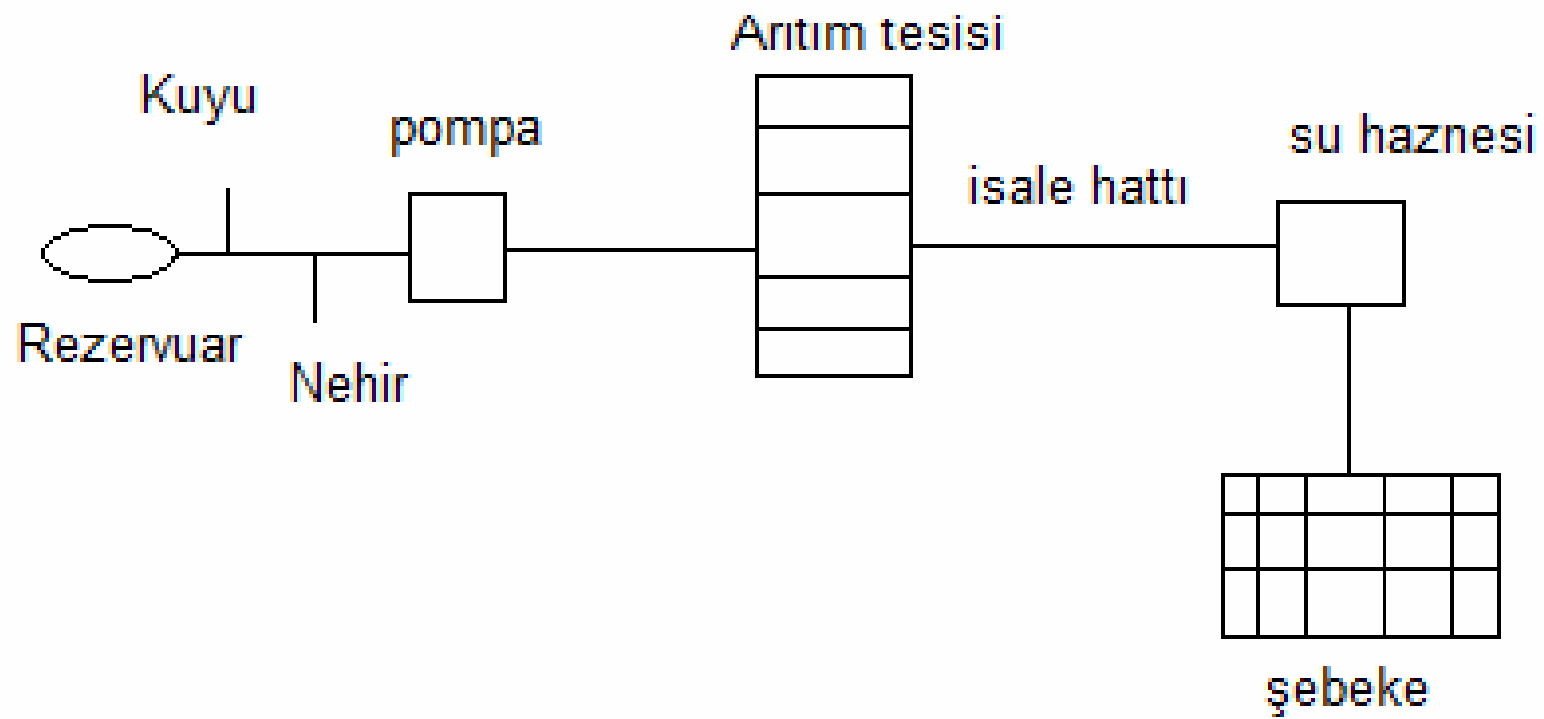 Arıtım tesisi
Kuyu
pompa
su haznesi
isale hattı
Rezervuar
Nehir
şebeke